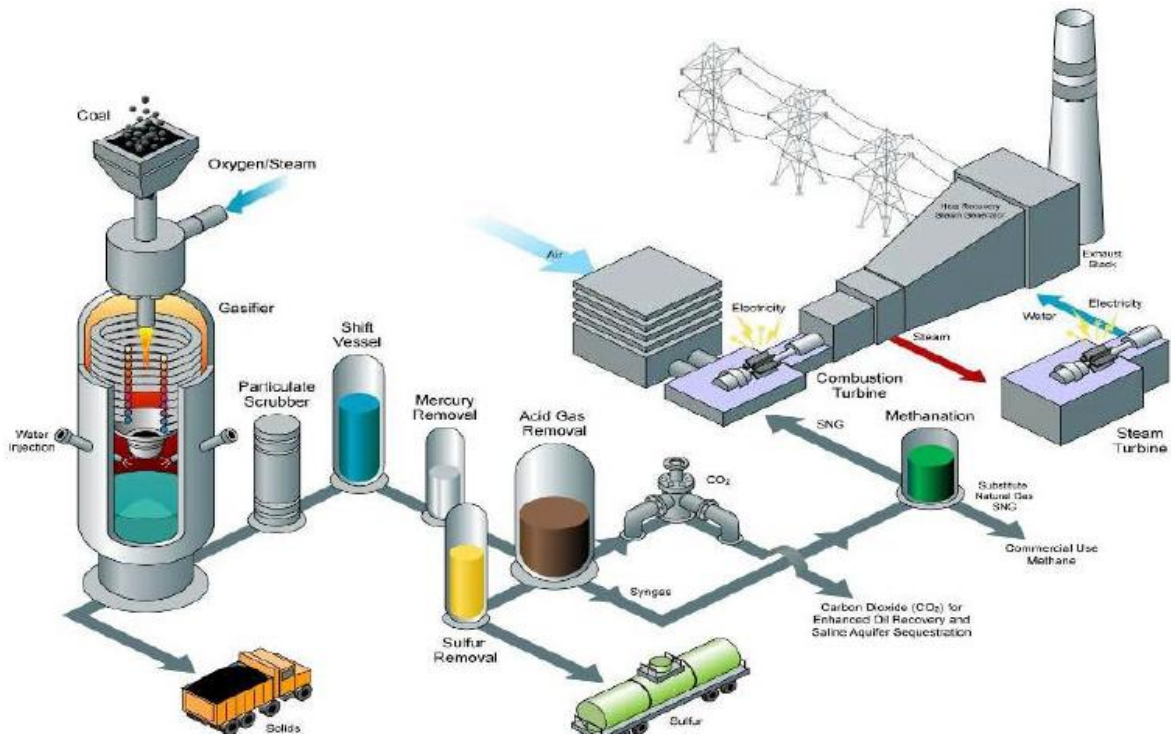 Coal
Oxygen/Steam
Gasifier
Water
Injection
Particulate
Scrubber
Shift
Vessel
Mercury
Removal
Sulfur
Removal
Acid Gas
Removal
CO₂
Syngas
Solids
Sulfur
Carbon Dioxide (CO₂) for
Enhanced Oil Recovery and
Saline Aquifer Sequestration
Methanation
SNG
Substitute
Natural Gas
SNG
Commercial Use
Methane
Air
Electricity
Combustion
Turbine
Heat Recovery
Steam Generator
Exhaust
Stack
Steam
Water
Electricity
Steam
Turbine